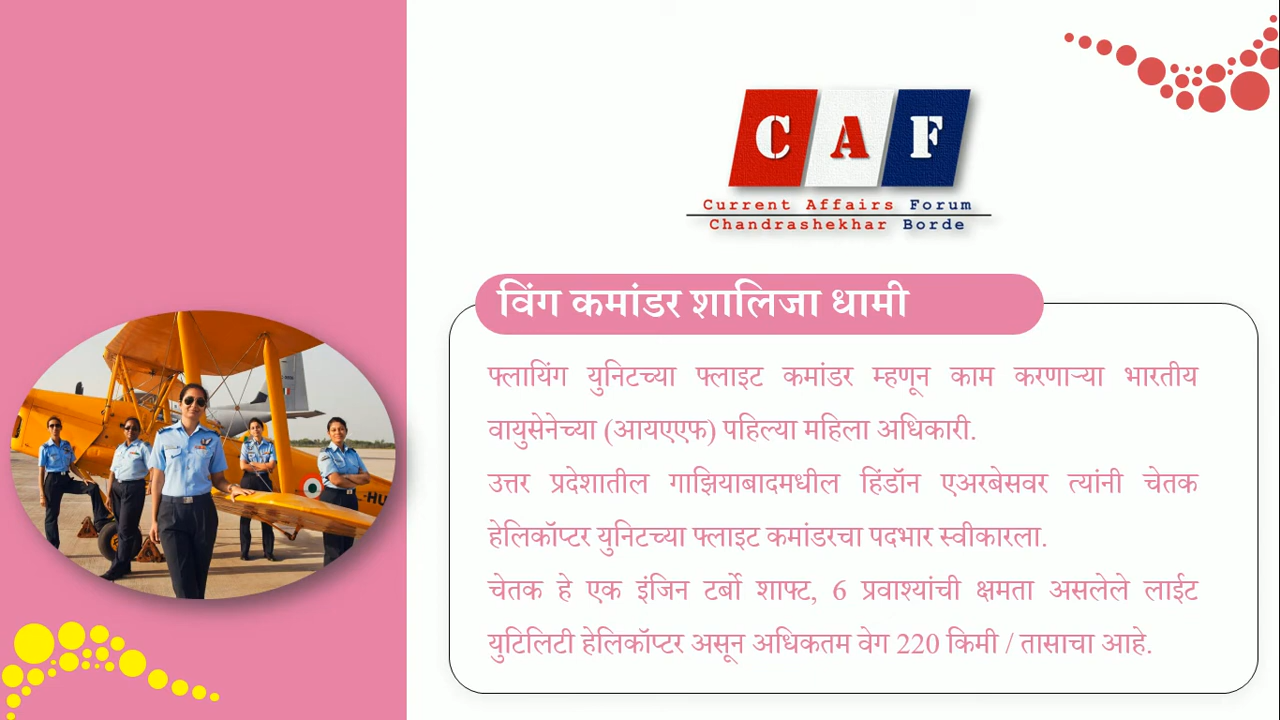 C A F
Current Affairs Forum
Chandrashekhar Borde
विंग कमांडर शालिजा धामी
फ्लायिंग युनिटच्या फ्लाइट कमांडर म्हणून काम करणाऱ्या भारतीय
वायुसेनेच्या (आयएएफ) पहिल्या महिला अधिकारी.
उत्तर प्रदेशातील गाझियाबादमधील हिंडॉन एअरबेसवर त्यांनी चेतक
हेलिकॉप्टर युनिटच्या फ्लाइट कमांडरचा पदभार स्वीकारला.
चेतक हे एक इंजिन टर्बो शाफ्ट, 6 प्रवाश्यांची क्षमता असलेले लाईट
युटिलिटी हेलिकॉप्टर असून अधिकतम वेग 220 किमी / तासाचा आहे.
HU